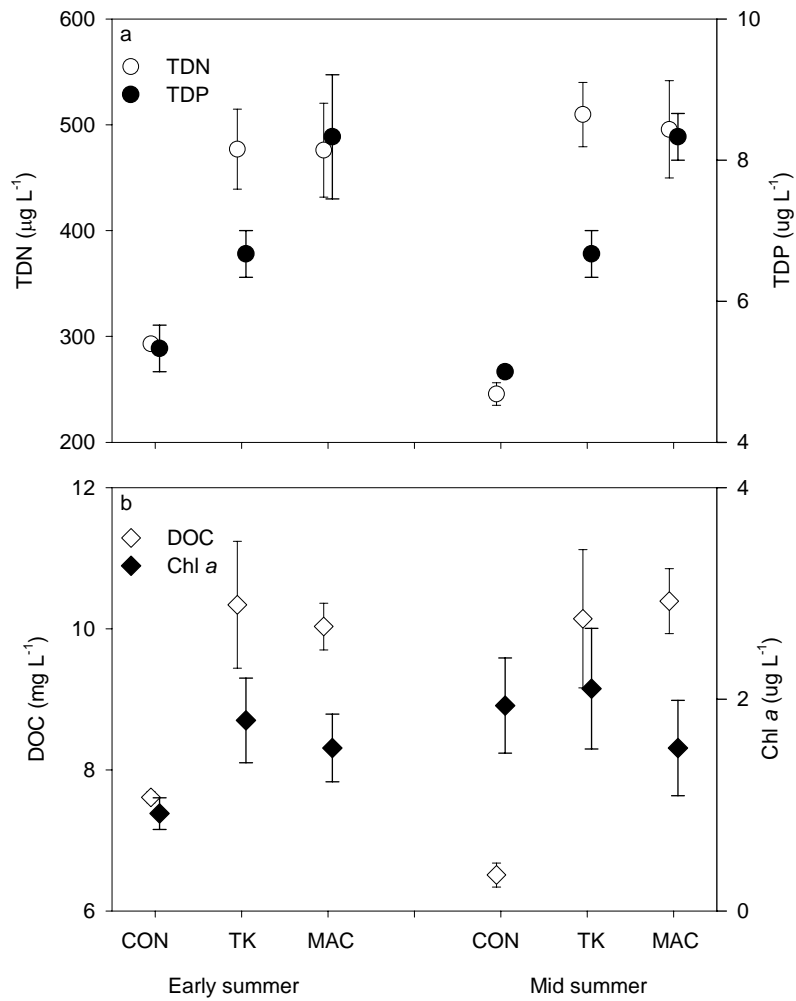 600
10
a
TDN
TDP
500
8
400
6
300
200
4
TDN (µg L-1)
TDP (ug L-1)
12
4
b
DOC
Chl a
10
2
8
6
0
DOC (mg L-1)
Chl a (ug L-1)
CON TK MAC CON TK MAC
Early summer Mid summer